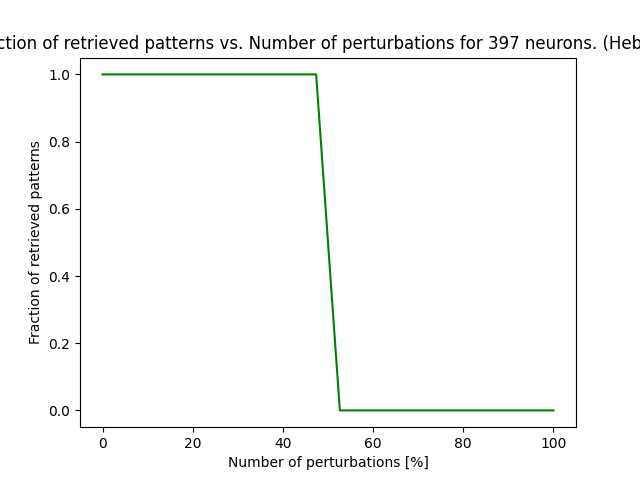 ction of retrieved patterns vs. Number of perturbations for 397 neurons. (Heb
1.0
0.8
0.6
0.4
0.2
0.0
Fraction of retrieved patterns
0 20 40 60 80 100
Number of perturbations [%]